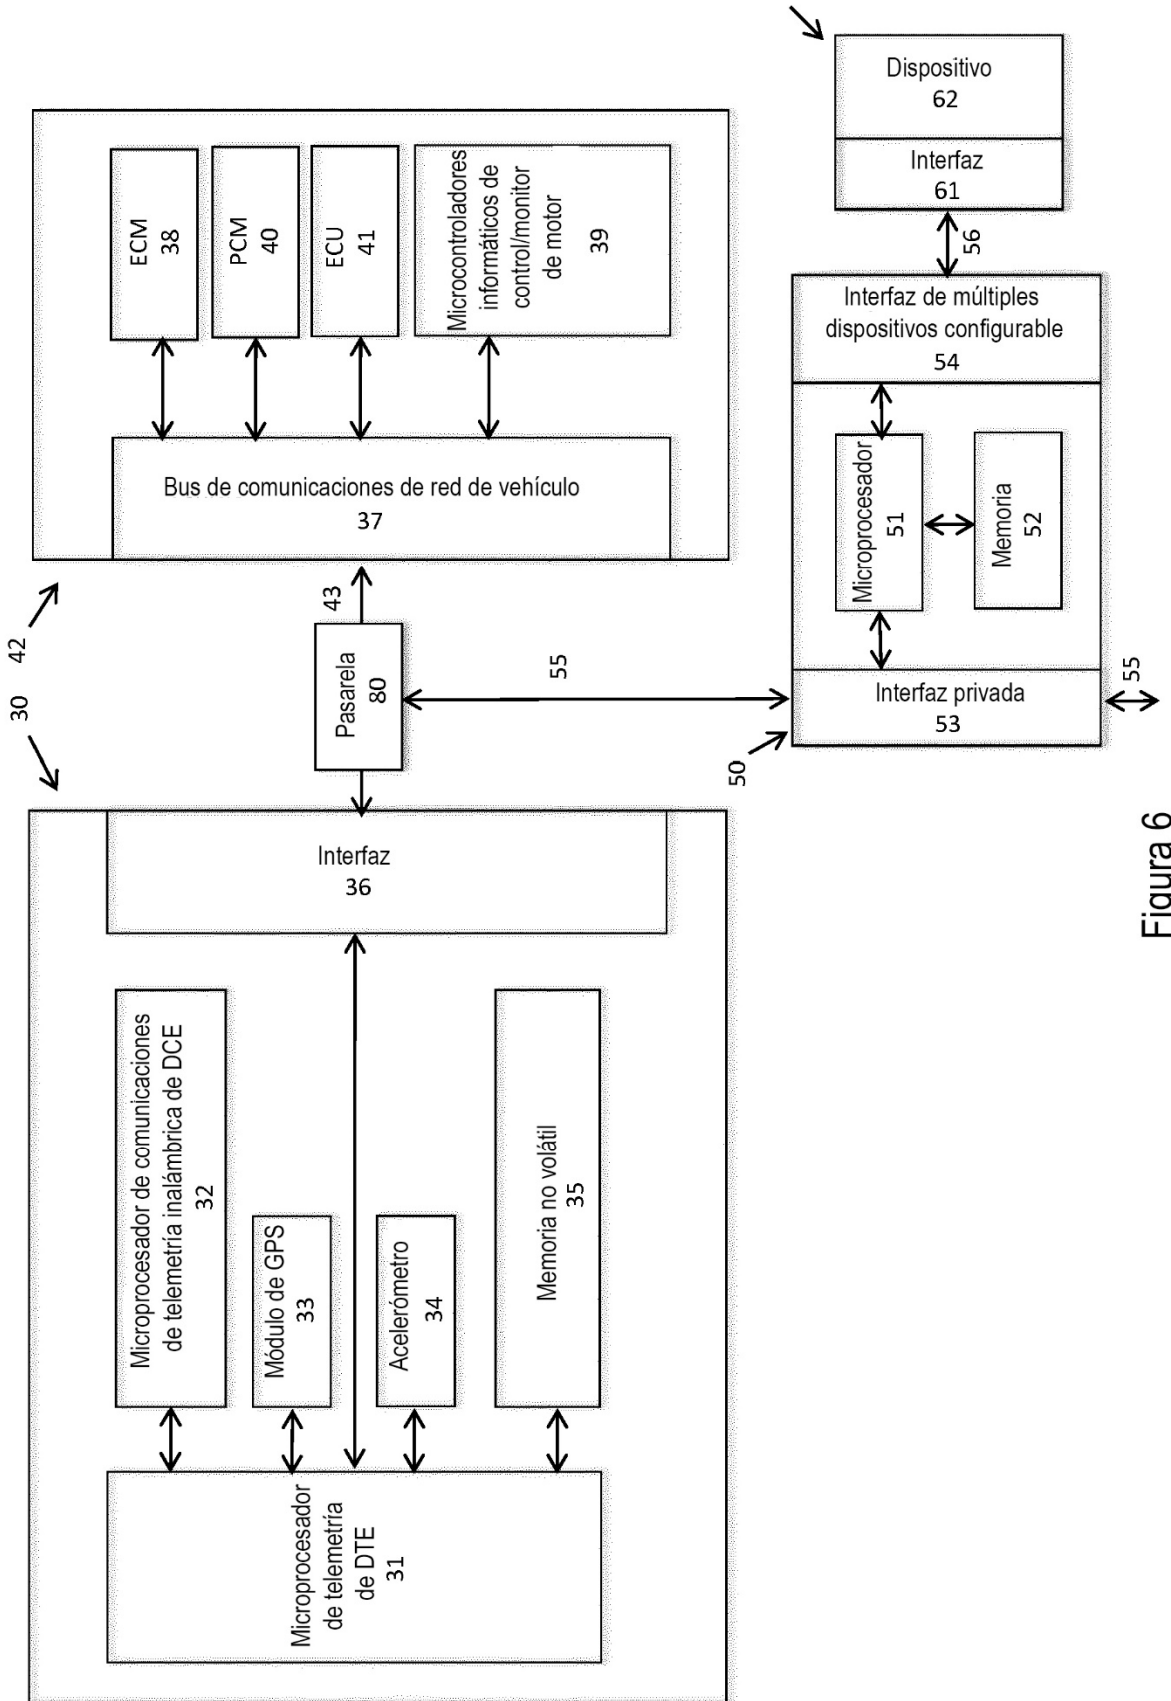 30
42
Microprocesador
de telemetría
de DTE
31
Microprocesador de comunicaciones
de telemetría inalámbrica de DCE
32
Módulo de GPS
33
Acelerómetro
34
Memoria no volátil
35
Interfaz
36
Pasarela
80
43
Bus de comunicaciones de red de vehículo
37
ECM
38
PCM
40
ECU
41
Microcontroladores
informáticos de
control/monitor
de motor
39
55
50
Interfaz privada
53
55
Microprocesador
51
Memoria
52
Interfaz de múltiples
dispositivos configurable
54
56
Interfaz
61
Dispositivo
62
Figura 6